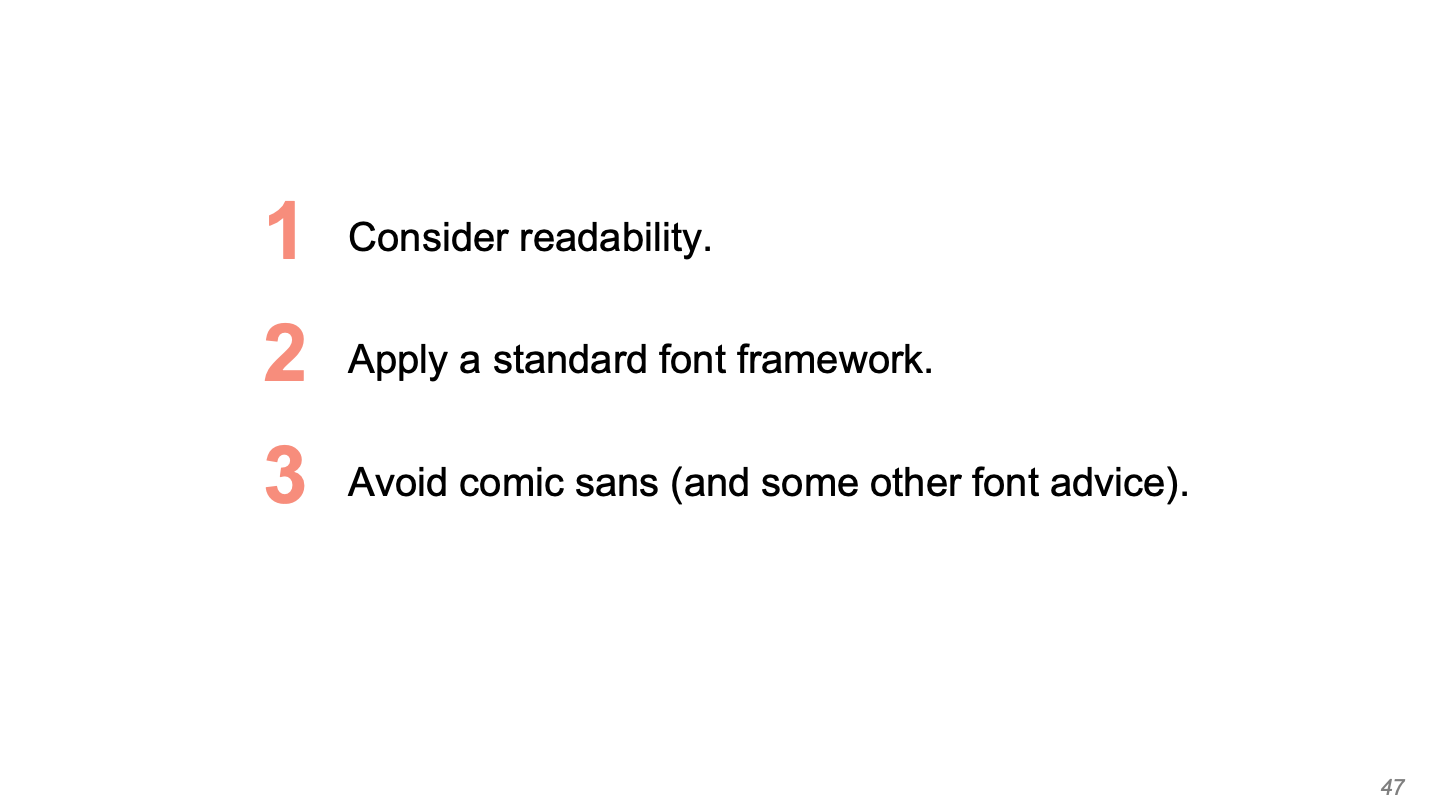 1 Consider readability.
2 Apply a standard font framework.
3 Avoid comic sans (and some other font advice).
47